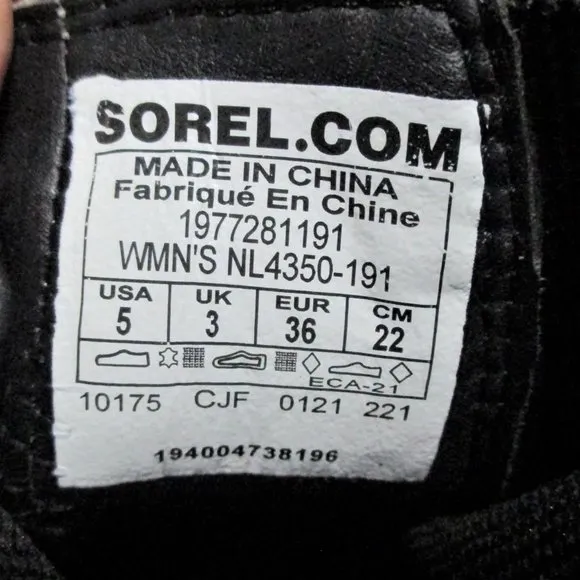 SOREL.COM
MADE IN CHINA
Fabriqué En Chine
1977281191
WMN'S NL4350-191
USA UK EUR CM
5 3 36 22
ECA-21
10175 CJF 0121 221
194004738196